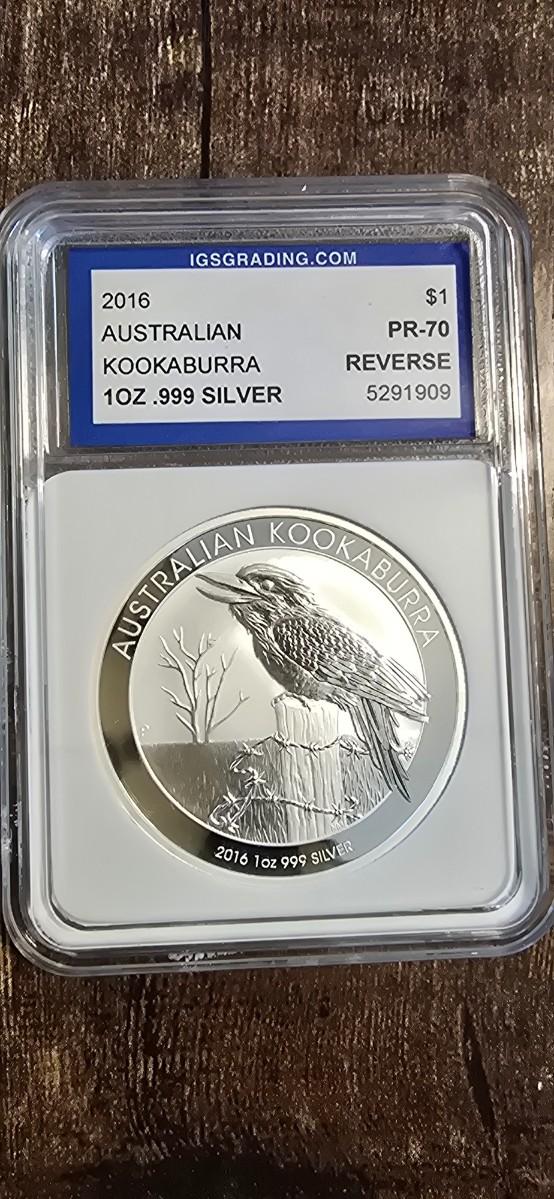 IGSGRADING.COM
2016 $1
AUSTRALIAN PR-70
KOOKABURRA REVERSE
1OZ .999 SILVER 5291909
AUSTRALIAN KOOKABURRA
2016 1oz 999 SILVER